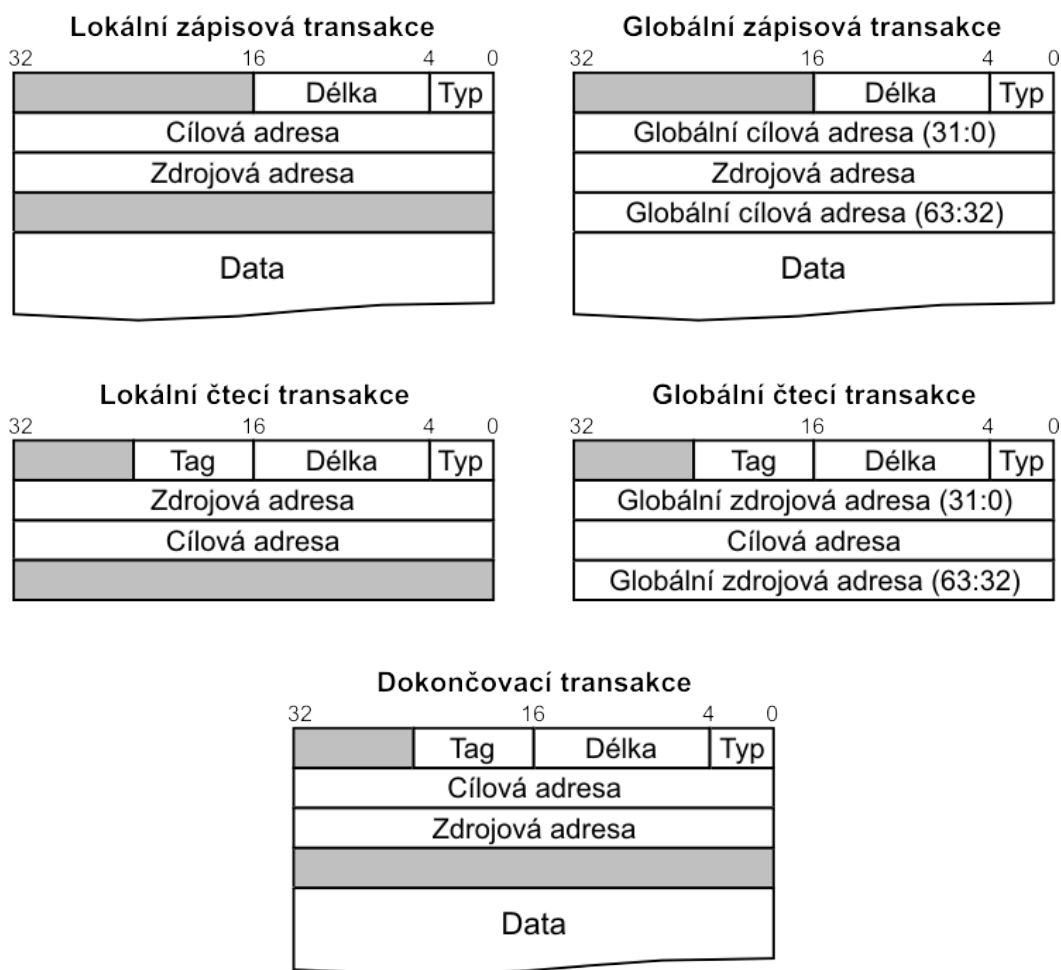 Lokální zápisová transakce
32 16 4 0
Délka Typ
Cílová adresa
Zdrojová adresa
Data
Globální zápisová transakce
32 16 4 0
Délka Typ
Globální cílová adresa (31:0)
Zdrojová adresa
Globální cílová adresa (63:32)
Data
Lokální čtecí transakce
32 16 4 0
Tag Délka Typ
Zdrojová adresa
Cílová adresa
Globální čtecí transakce
32 16 4 0
Tag Délka Typ
Globální zdrojová adresa (31:0)
Cílová adresa
Globální zdrojová adresa (63:32)
Dokončovací transakce
32 16 4 0
Tag Délka Typ
Cílová adresa
Zdrojová adresa
Data